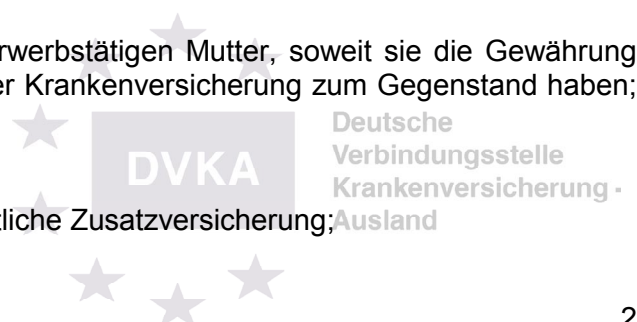 rwerbstätigen Mutter, soweit sie die Gewährung
er Krankenversicherung zum Gegenstand haben;
Deutsche
DVKA Verbindungsstelle
Krankenversicherung -
tliche Zusatzversicherung; Ausland
2